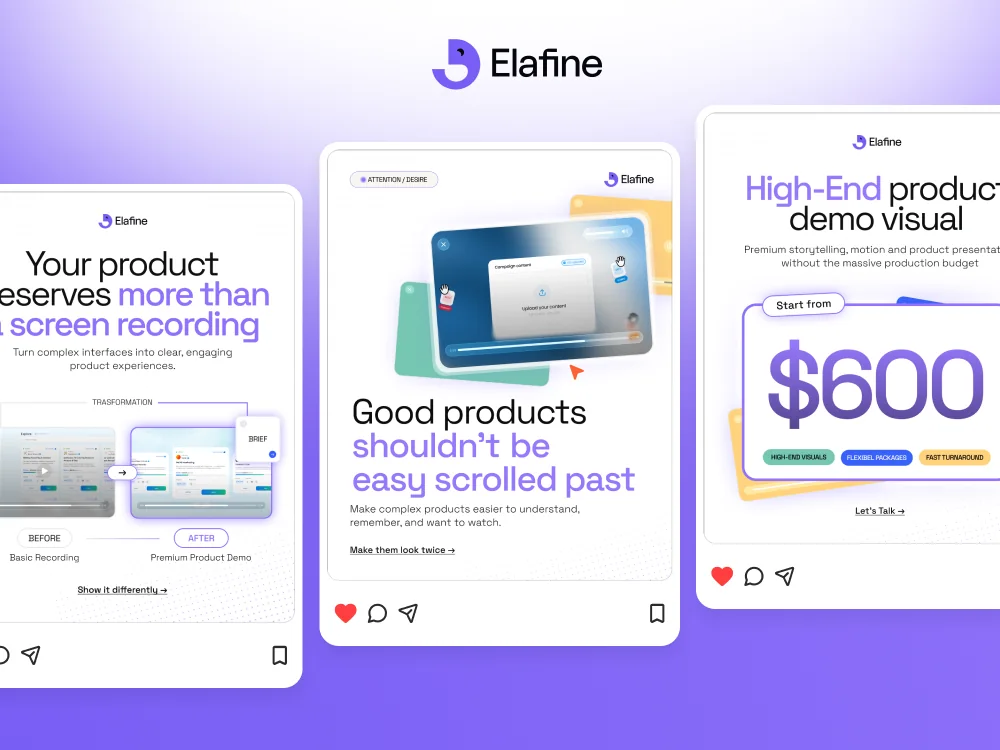 Elafine
Elafine
Your product
eserves more than
a screen recording
Turn complex interfaces into clear, engaging
product experiences.
TRASFORMATION
BRIEF
BEFORE
AFTER
Basic Recording
Premium Product Demo
Show it differently →
ATTENTION / DESIRE
Elafine
Campaign content
Upload your content
Good products
shouldn't be
easy scrolled past
Make complex products easier to understand,
remember, and want to watch.
Make them look twice →
Elafine
High-End product
demo visual
Premium storytelling, motion and product presentat
without the massive production budget
Start from
$600
HIGH-END VISUALS
FLEXIBEL PACKAGES
FAST TURNAROUND
Let's Talk →